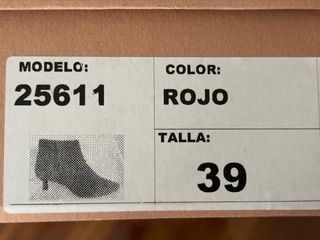 MODELO:
25611
COLOR:
ROJO
TALLA:
39